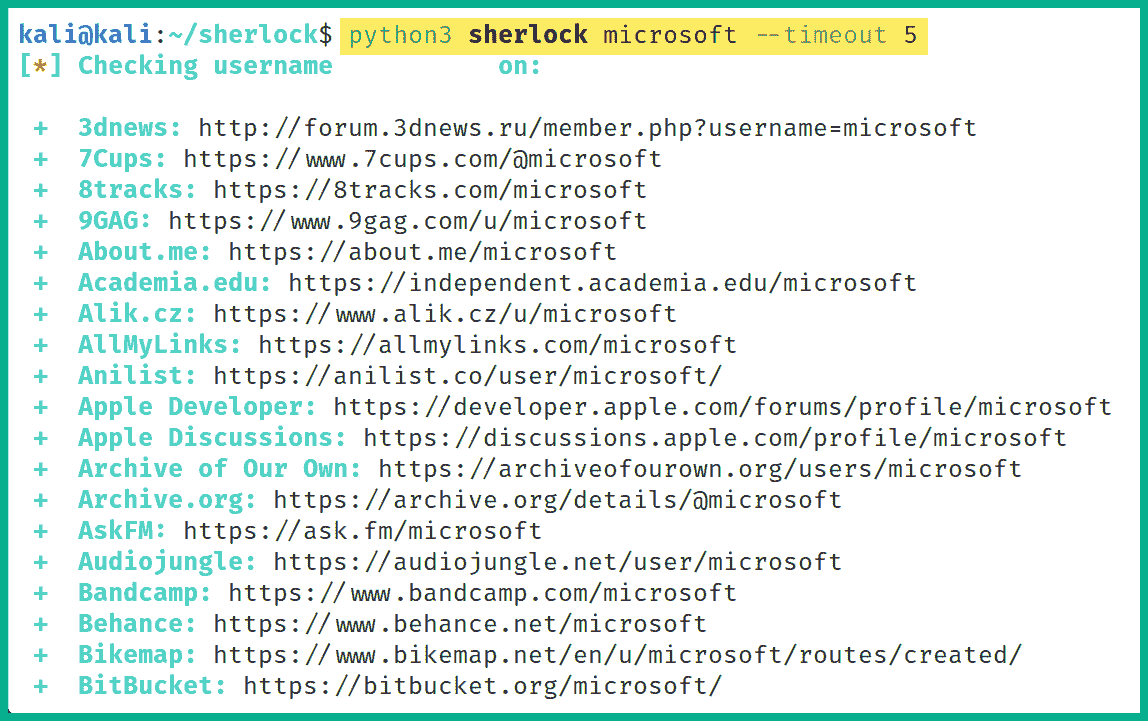 kali@kali:~/sherlock$ python3 sherlock microsoft --timeout 5
[*] Checking username on:
+ 3dnews: http://forum.3dnews.ru/member.php?username=microsoft
+ 7Cups: https://www.7cups.com/@microsoft
+ 8tracks: https://8tracks.com/microsoft
+ 9GAG: https://www.9gag.com/u/microsoft
+ About.me: https://about.me/microsoft
+ Academia.edu: https://independent.academia.edu/microsoft
+ Alik.cz: https://www.alik.cz/u/microsoft
+ AllMyLinks: https://allmylinks.com/microsoft
+ Anilist: https://anilist.co/user/microsoft/
+ Apple Developer: https://developer.apple.com/forums/profile/microsoft
+ Apple Discussions: https://discussions.apple.com/profile/microsoft
+ Archive of Our Own: https://archiveofourown.org/users/microsoft
+ Archive.org: https://archive.org/details/@microsoft
+ AskFM: https://ask.fm/microsoft
+ Audiojungle: https://audiojungle.net/user/microsoft
+ Bandcamp: https://www.bandcamp.com/microsoft
+ Behance: https://www.behance.net/microsoft
+ Bikemap: https://www.bikemap.net/en/u/microsoft/routes/created/
+ BitBucket: https://bitbucket.org/microsoft/